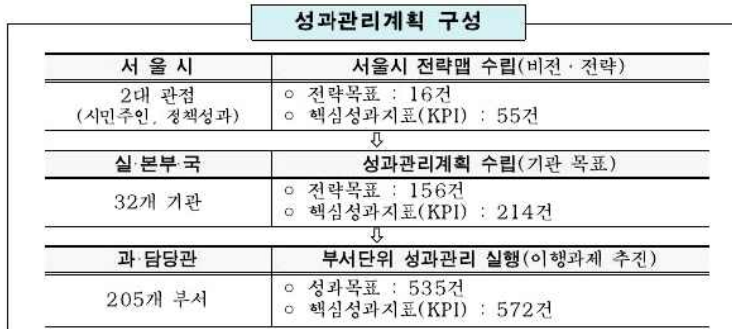 성과관리계획 구성
서 울 시
서울시 전략맵 수립(비전·전략)
2대 관점
(시민주인, 정책성과)
○ 전략목표 : 16건
○ 핵심성과지표(KPI) : 55건
⇩
실·본부·국
성과관리계획 수립(기관 목표)
32개 기관
○ 전략목표 : 156건
○ 핵심성과지표(KPI) : 214건
⇩
과·담당관
부서단위 성과관리 실행(이행과제 추진)
205개 부서
○ 성과목표 : 535건
○ 핵심성과지표(KPI) : 572건